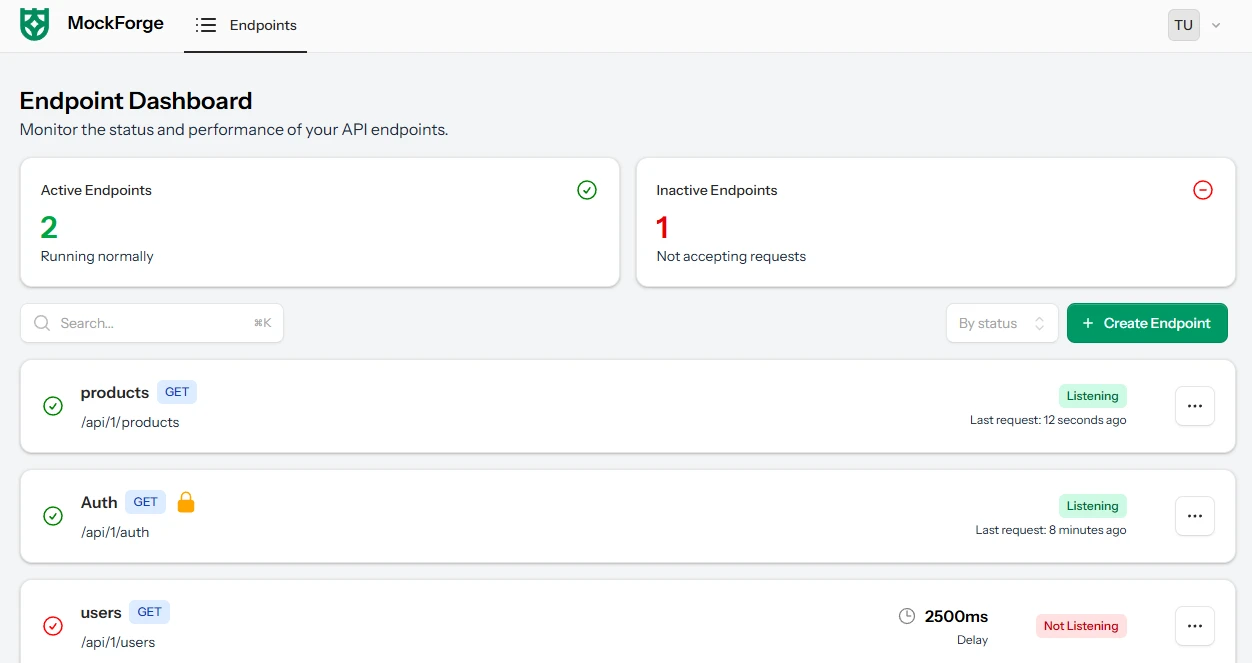 MockForge
Endpoints
TU
Endpoint Dashboard
Monitor the status and performance of your API endpoints.
Active Endpoints
2
Running normally
Inactive Endpoints
1
Not accepting requests
Search...
⌘K
By status
+ Create Endpoint
products GET
/api/1/products
Listening
Last request: 12 seconds ago
Auth GET
/api/1/auth
Listening
Last request: 8 minutes ago
users GET
/api/1/users
2500ms
Delay
Not Listening